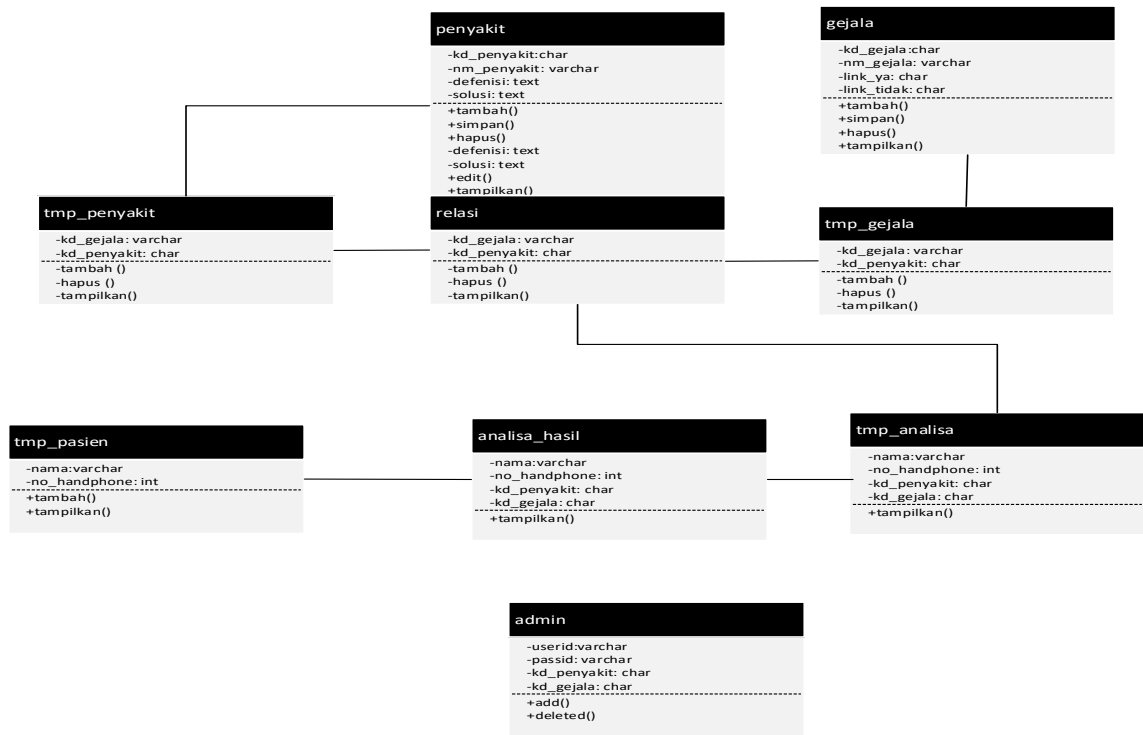 penyakit
-kd_penyakit:char
-nm_penyakit: varchar
-defenisi: text
-solusi: text
+tambah()
+simpan()
+hapus()
-defenisi: text
-solusi: text
+edit()
+tampilkan()
gejala
-kd_gejala:char
-nm_gejala: varchar
-link_ya: char
-link_tidak: char
+tambah()
+simpan()
+hapus()
+tampilkan()
tmp_penyakit
-kd_gejala: varchar
-kd_penyakit: char
-tambah ()
-hapus ()
-tampilkan()
relasi
-kd_gejala: varchar
-kd_penyakit: char
-tambah ()
-hapus ()
-tampilkan()
tmp_gejala
-kd_gejala: varchar
-kd_penyakit: char
-tambah ()
-hapus ()
-tampilkan()
tmp_pasien
-nama:varchar
-no_handphone: int
+tambah()
+tampilkan()
analisa_hasil
-nama:varchar
-no_handphone: int
-kd_penyakit: char
-kd_gejala: char
+tampilkan()
tmp_analisa
-nama:varchar
-no_handphone: int
-kd_penyakit: char
-kd_gejala: char
+tampilkan()
admin
-userid:varchar
-passid: varchar
-kd_penyakit: char
-kd_gejala: char
+add()
+deleted()